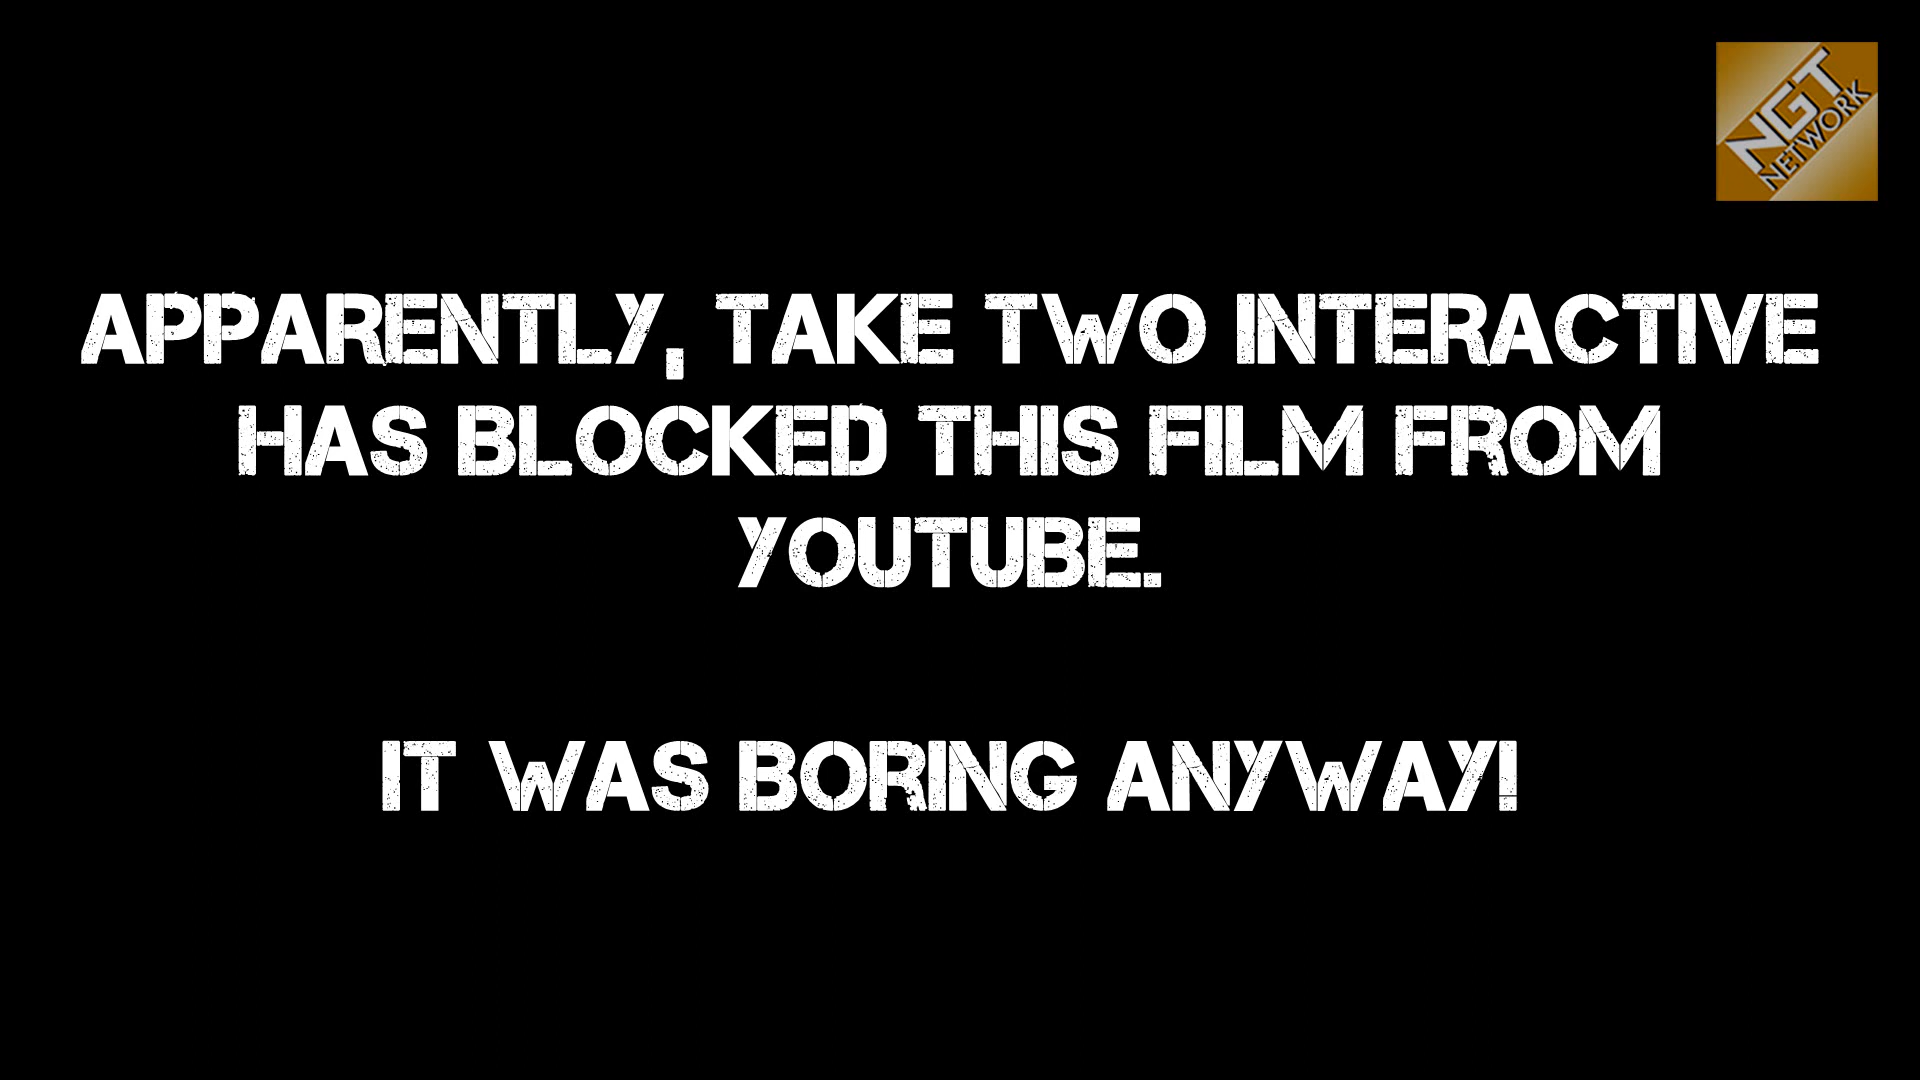 NGT
NETWORK
APPARENTLY, TAKE TWO INTERACTIVE
HAS BLOCKED THIS FILM FROM
YOUTUBE.
IT WAS BORING ANYWAY!